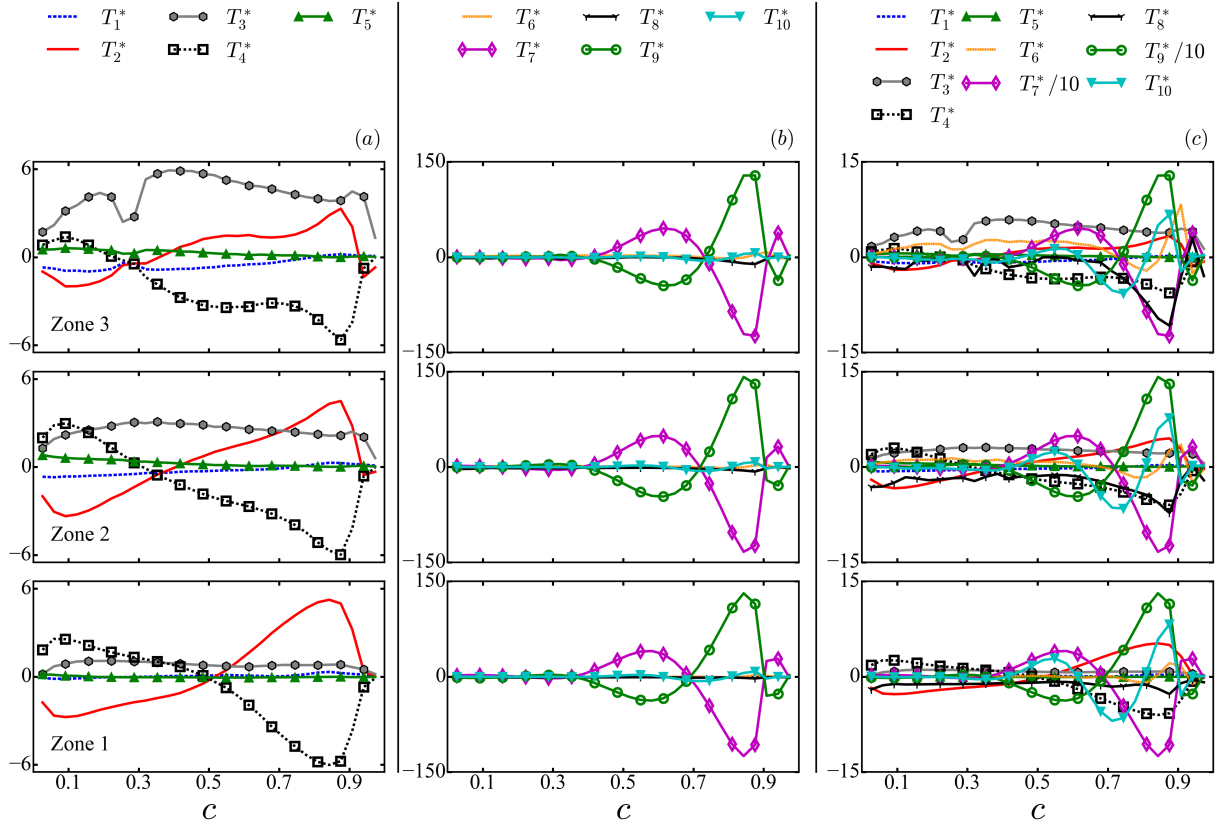 T₁* T₃* T₅*
T₂* T₄*
(a)
T₆* T₈* T₁₀*
T₇* T₉*
(b)
T₁* T₅* T₈*
T₂* T₆* T₉*/10
T₃* T₇*/10 T₁₀*
T₄*
(c)
6
0
−6
Zone 3
150
0
−150
15
0
−15
6
0
−6
Zone 2
150
0
−150
15
0
−15
6
0
−6
Zone 1
150
0
−150
15
0
−15
0.1 0.3 0.5 0.7 0.9
0.1 0.3 0.5 0.7 0.9
0.1 0.3 0.5 0.7 0.9
c
c
c